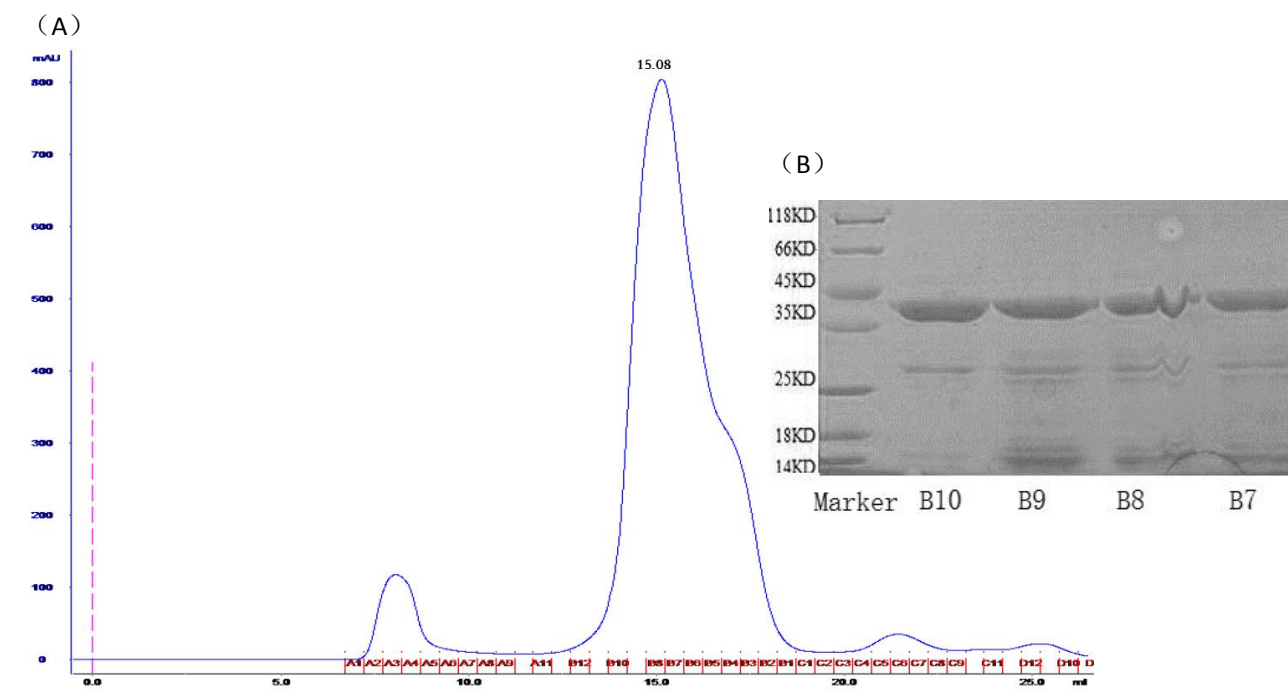 （A）
mAU
15.08
800
700
600
500
400
300
200
100
0
A1 A2 A3 A4 A5 A6 A7 A8 A9 A11 B12 B10 B8 B7 B6 B5 B4 B3 B2 B1 C1 C2 C3 C4 C5 C6 C7 C8 C9 C11 D12 D10 D
0.0 5.0 10.0 15.0 20.0 25.0 ml
（B）
118KD
66KD
45KD
35KD
25KD
18KD
14KD
Marker B10 B9 B8 B7